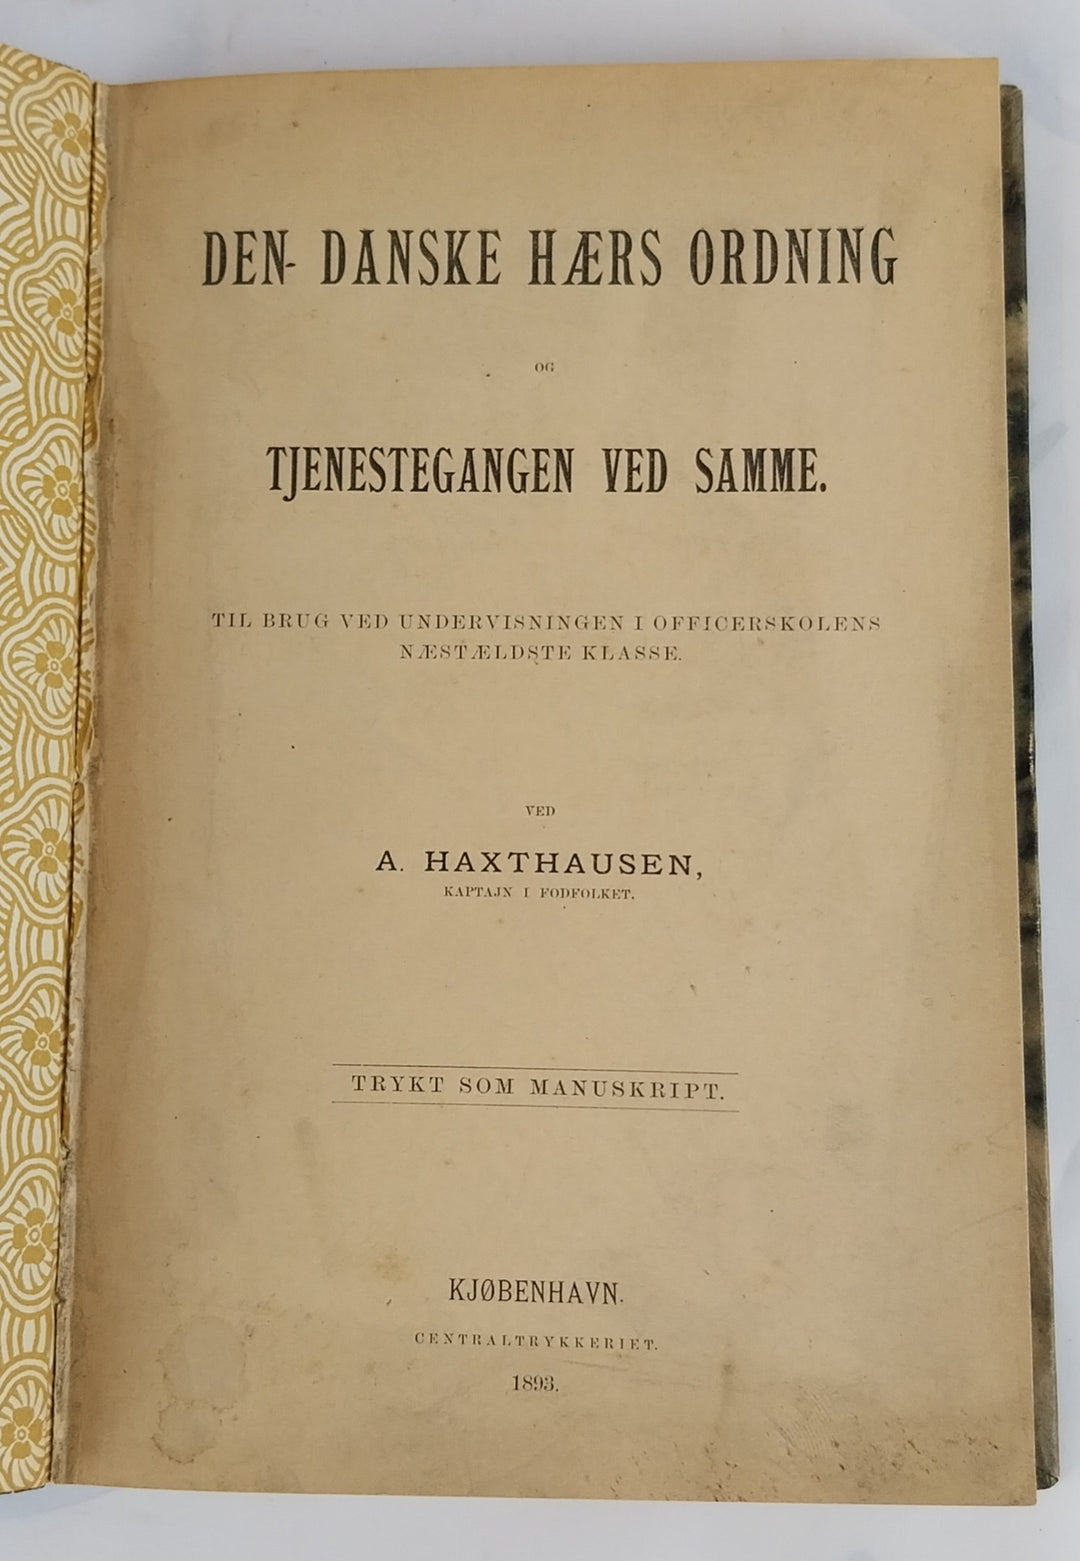 DEN DANSKE HÆRS ORDNING
OG
TJENESTEGANGEN VED SAMME.
TIL BRUG VED UNDERVISNINGEN I OFFICERSKOLENS
NÆSTÆLDSTE KLASSE.
VED
A. HAXTHAUSEN,
KAPTAJN I FODFOLKET.
TRYKT SOM MANUSKRIPT.
KJØBENHAVN.
CENTRALTRYKKERIET.
1893.